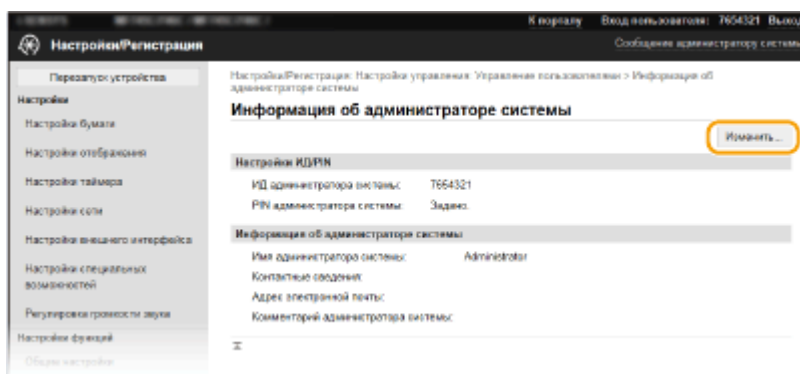 К порталу Вход пользователя: 7654321 Выход
Настройки/Регистрация
Сообщение администратору системы
Перезапуск устройства
Настройки
Настройки бумаги
Настройки отображения
Настройки таймера
Настройки сети
Настройки внешнего интерфейса
Настройки специальных
возможностей
Регулировка громкости звука
Настройки функций
Общие настройки
Настройки/Регистрация: Настройки управления: Управление пользователями > Информация об
администраторе системы
Информация об администраторе системы
Изменить...
Настройки ИД/PIN
ИД администратора системы: 7654321
PIN администратора системы: Задано.
Информация об администраторе системы
Имя администратора системы: Administrator
Контактные сведения:
Адрес электронной почты:
Комментарий администратора системы: